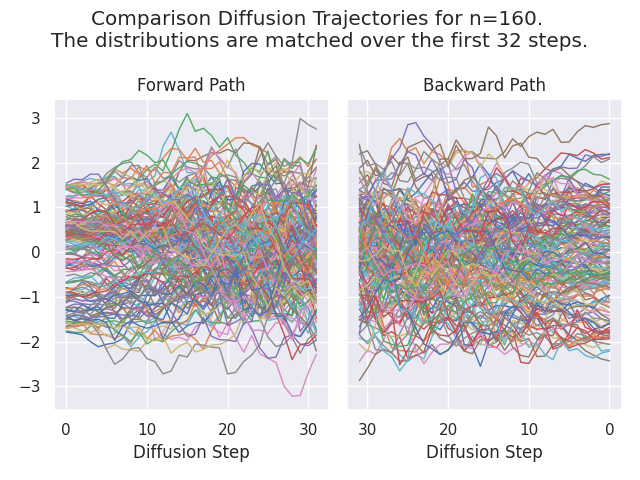 Comparison Diffusion Trajectories for n=160.
The distributions are matched over the first 32 steps.
Forward Path
Backward Path
3
2
1
0
−1
−2
−3
0 10 20 30
30 20 10 0
Diffusion Step
Diffusion Step